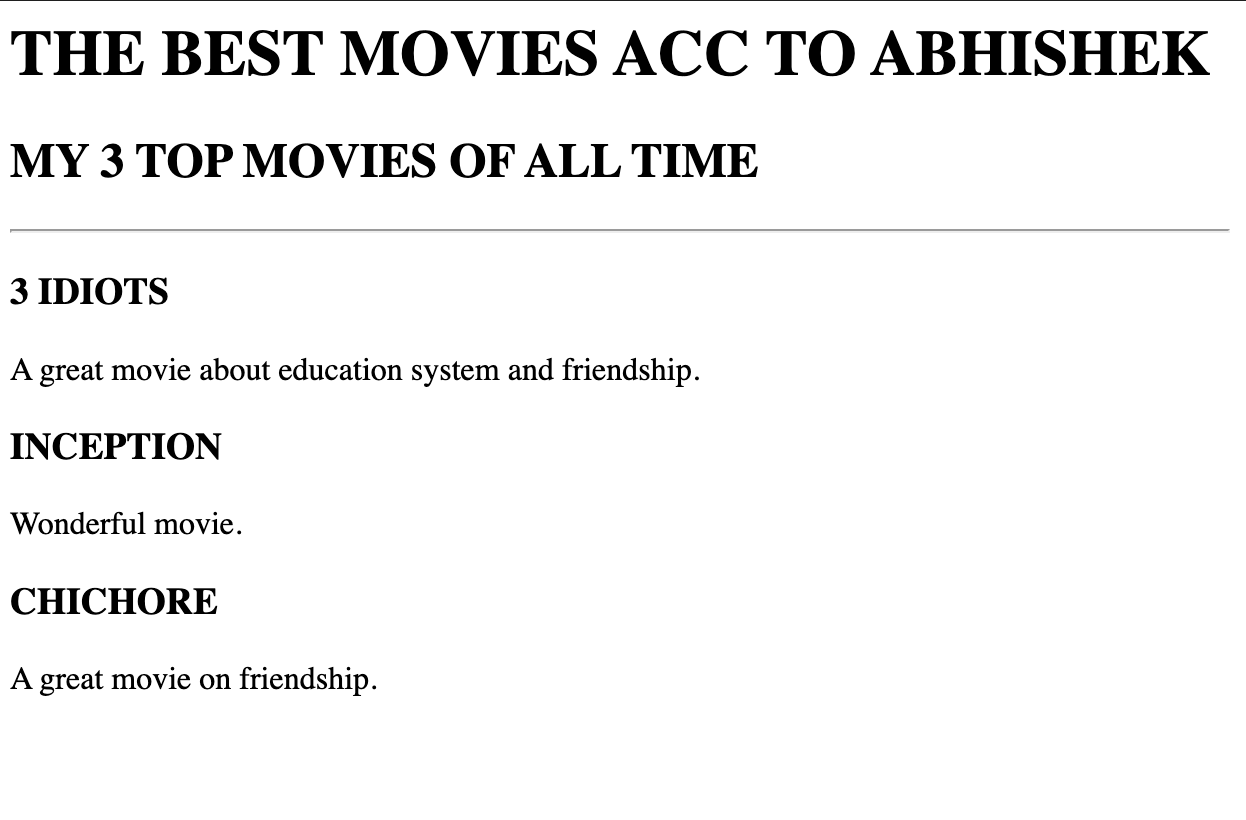 THE BEST MOVIES ACC TO ABHISHEK
MY 3 TOP MOVIES OF ALL TIME
3 IDIOTS
A great movie about education system and friendship.
INCEPTION
Wonderful movie.
CHICHORE
A great movie on friendship.